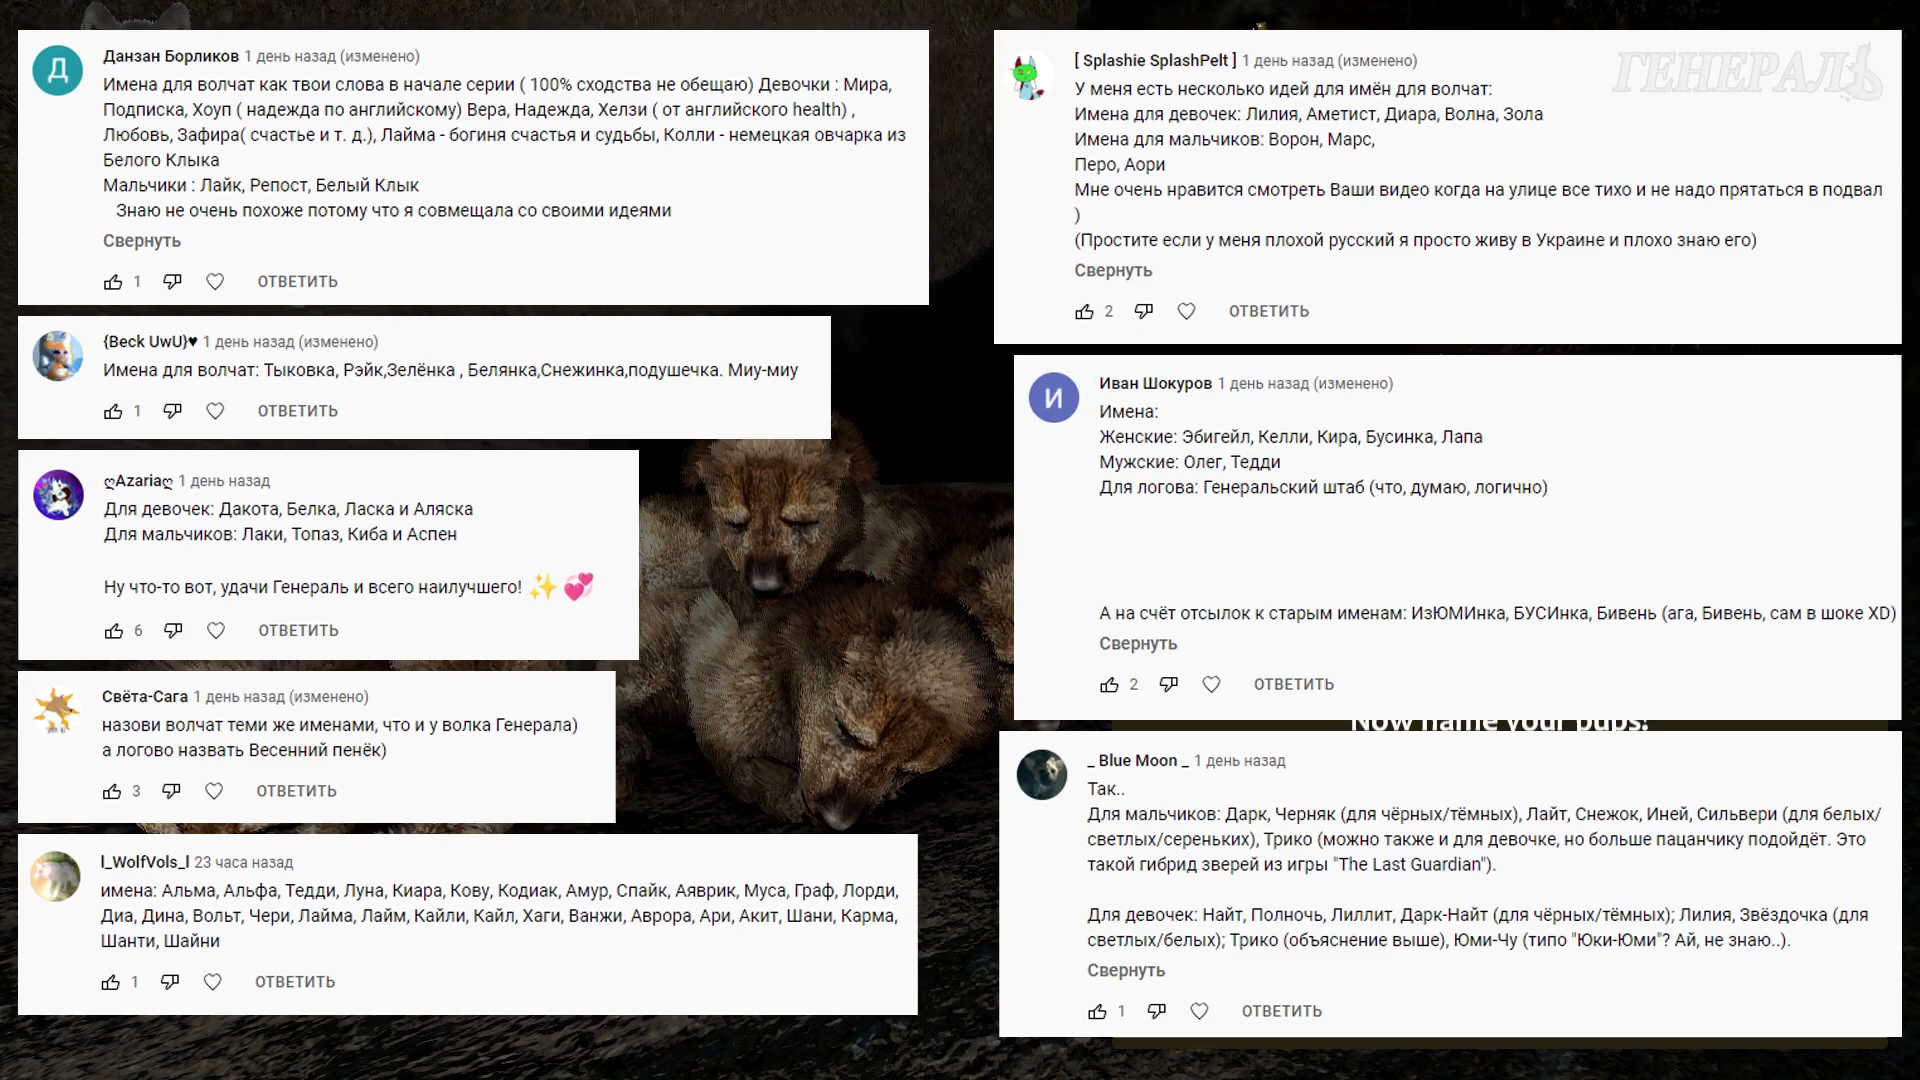 Д
Данзан Борликов 1 день назад (изменено)
Имена для волчат как твои слова в начале серии ( 100% сходства не обещаю) Девочки : Мира,
Подписка, Хоуп ( надежда по английскому) Вера, Надежда, Хелзи ( от английского health) ,
Любовь, Зафира( счастье и т. д.), Лайма - богиня счастья и судьбы, Колли - немецкая овчарка из
Белого Клыка
Мальчики : Лайк, Репост, Белый Клык
Знаю не очень похоже потому что я совмещала со своими идеями
Свернуть
1 ОТВЕТИТЬ
{Beck UwU}♥ 1 день назад (изменено)
Имена для волчат: Тыковка, Рэйк,Зелёнка , Белянка,Снежинка,подушечка. Миу-миу
1 ОТВЕТИТЬ
ღAzariaღ 1 день назад
Для девочек: Дакота, Белка, Ласка и Аляска
Для мальчиков: Лаки, Топаз, Киба и Аспен
Ну что-то вот, удачи Генераль и всего наилучшего! ✨💞
6 ОТВЕТИТЬ
Свёта-Сага 1 день назад (изменено)
назови волчат теми же именами, что и у волка Генерала)
а логово назвать Весенний пенёк)
3 ОТВЕТИТЬ
l_WolfVols_l 23 часа назад
имена: Альма, Альфа, Тедди, Луна, Киара, Кову, Кодиак, Амур, Спайк, Аяврик, Муса, Граф, Лорди,
Диа, Дина, Вольт, Чери, Лайма, Лайм, Кайли, Кайл, Хаги, Ванжи, Аврора, Ари, Акит, Шани, Карма,
Шанти, Шайни
1 ОТВЕТИТЬ
ГЕНЕРАЛЬ
[ Splashie SplashPelt ] 1 день назад (изменено)
У меня есть несколько идей для имён для волчат:
Имена для девочек: Лилия, Аметист, Диара, Волна, Зола
Имена для мальчиков: Ворон, Марс,
Перо, Аори
Мне очень нравится смотреть Ваши видео когда на улице все тихо и не надо прятаться в подвал
)
(Простите если у меня плохой русский я просто живу в Украине и плохо знаю его)
Свернуть
2 ОТВЕТИТЬ
И
Иван Шокуров 1 день назад (изменено)
Имена:
Женские: Эбигейл, Келли, Кира, Бусинка, Лапа
Мужские: Олег, Тедди
Для логова: Генеральский штаб (что, думаю, логично)
А на счёт отсылок к старым именам: ИзЮМИнка, БУСИнка, Бивень (ага, Бивень, сам в шоке XD)
Свернуть
2 ОТВЕТИТЬ
Now name your pups!
_ Blue Moon _ 1 день назад
Так..
Для мальчиков: Дарк, Черняк (для чёрных/тёмных), Лайт, Снежок, Иней, Сильвери (для белых/
светлых/сереньких), Трико (можно также и для девочке, но больше пацанчику подойдёт. Это
такой гибрид зверей из игры "The Last Guardian").
Для девочек: Найт, Полночь, Лиллит, Дарк-Найт (для чёрных/тёмных); Лилия, Звёздочка (для
светлых/белых); Трико (объяснение выше), Юми-Чу (типо "Юки-Юми"? Ай, не знаю..).
Свернуть
1 ОТВЕТИТЬ